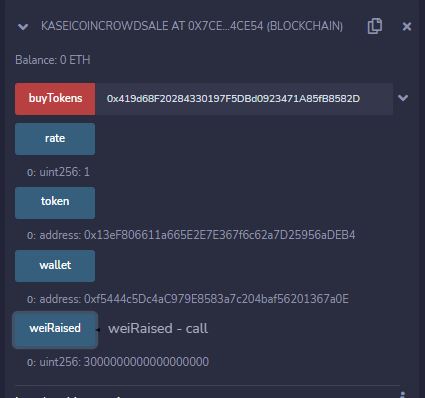 KASEICOINCROWDSALE AT 0X7CE...4CE54 (BLOCKCHAIN)
Balance: 0 ETH
buyTokens 0x419d68F20284330197F5DBd0923471A85fB8582D
rate
0: uint256: 1
token
0: address: 0x13eF806611a665E2E7E367f6c62a7D25956aDEB4
wallet
0: address: 0xf5444c5Dc4aC979E8583a7c204baf56201367a0E
weiRaised weiRaised - call
0: uint256: 3000000000000000000